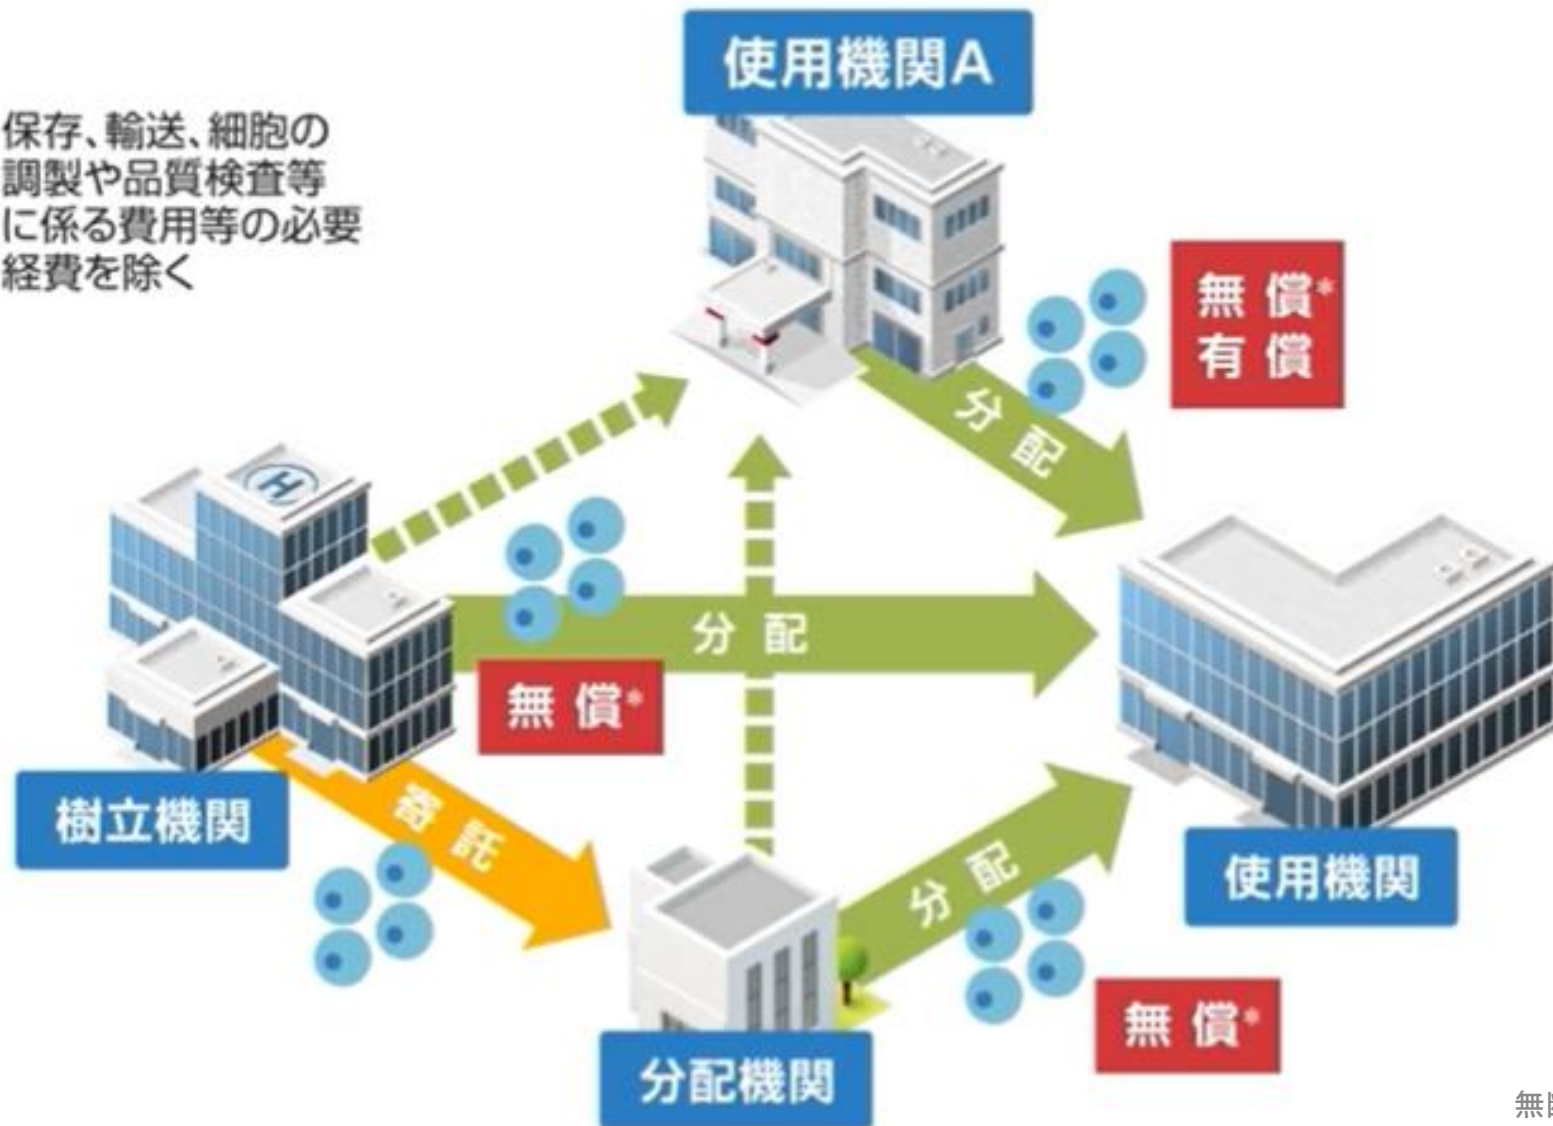 使用機関A
保存、輸送、細胞の
調製や品質検査等
に係る費用等の必要
経費を除く
無償*
有償
分配
分配
無償*
樹立機関
寄託
分配
使用機関
無償*
分配機関